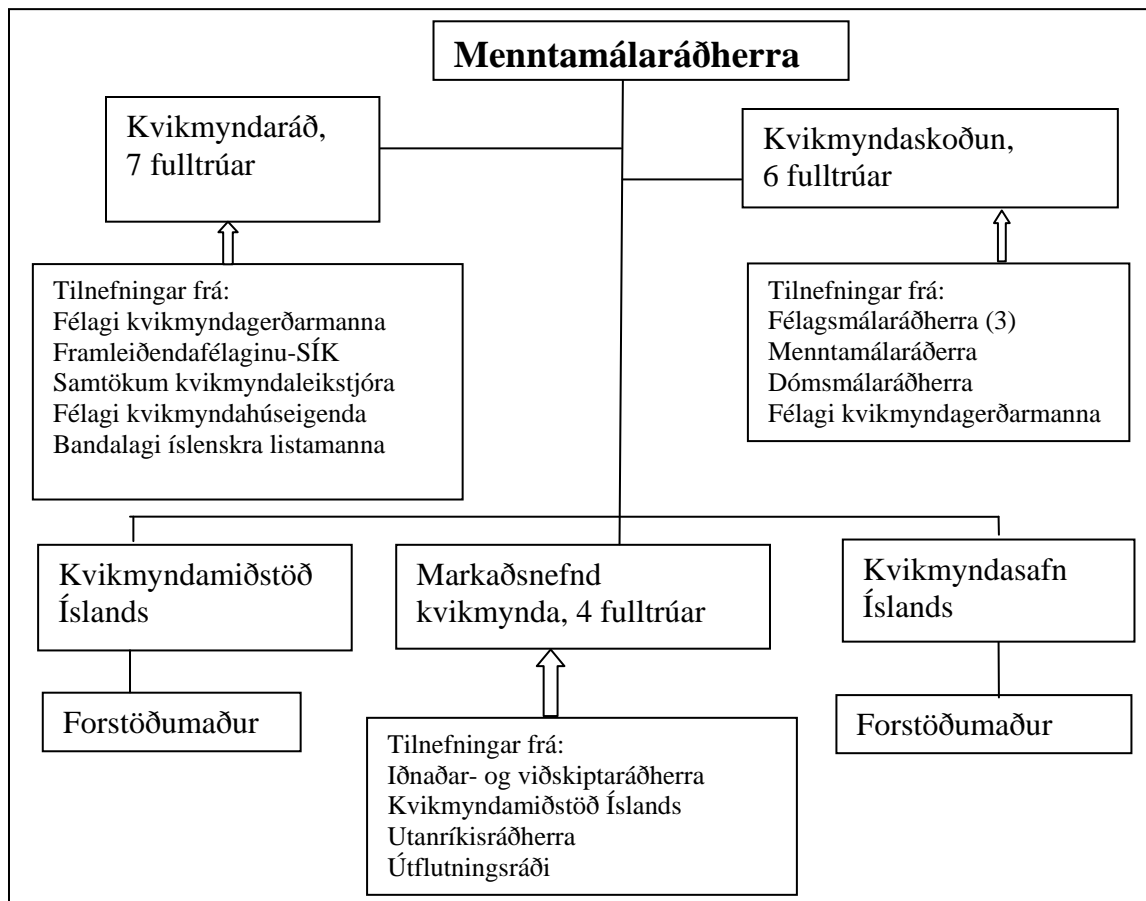 Menntamálaráðherra
Kvikmyndaráð,
7 fulltrúar
Kvikmyndaskoðun,
6 fulltrúar
Tilnefningar frá:
Félagi kvikmyndagerðarmanna
Framleiðendafélaginu-SÍK
Samtökum kvikmyndaleikstjóra
Félagi kvikmyndahúseigenda
Bandalagi íslenskra listamanna
Tilnefningar frá:
Félagsmálaráðherra (3)
Menntamálaráðerra
Dómsmálaráðherra
Félagi kvikmyndagerðarmanna
Kvikmyndamiðstöð
Íslands
Markaðsnefnd
kvikmynda, 4 fulltrúar
Kvikmyndasafn
Íslands
Forstöðumaður
Forstöðumaður
Tilnefningar frá:
Iðnaðar- og viðskiptaráðherra
Kvikmyndamiðstöð Íslands
Utanríkisráðherra
Útflutningsráði